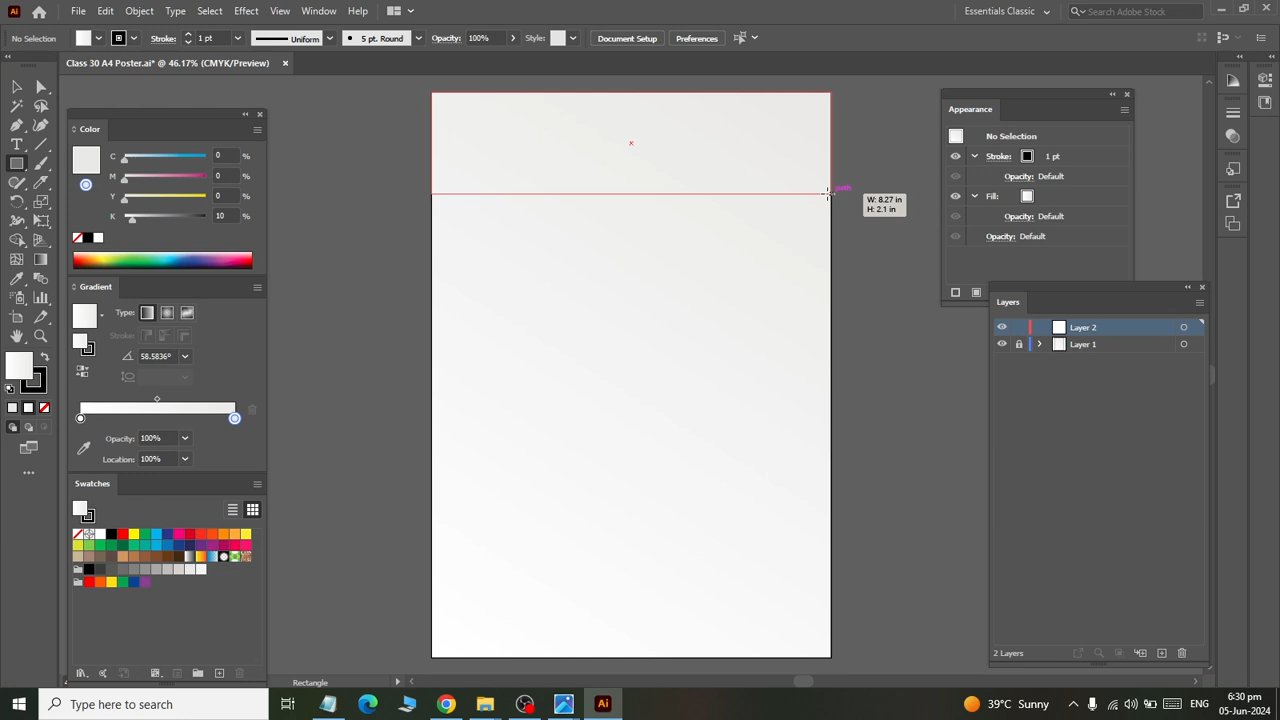 Ai File Edit Object Type Select Effect View Window Help Essentials Classic Search Adobe Stock
No Selection Stroke: 1 pt Uniform 5 pt. Round Opacity: 100% Style: Document Setup Preferences
Class 30 A4 Poster.ai* @ 46.17% (CMYK/Preview)
Color
C 0 %
M 0 %
Y 0 %
K 10 %
Gradient
Type:
Stroke:
58.5836°
Opacity: 100%
Location: 100%
Swatches
path
W: 8.27 in
H: 2.1 in
Appearance
No Selection
Stroke: 1 pt
Opacity: Default
Fill:
Opacity: Default
Opacity: Default
Layers
Layer 2
Layer 1
2 Layers
Rectangle
Type here to search
Ai
39°C Sunny
6:30 pm
05-Jun-2024